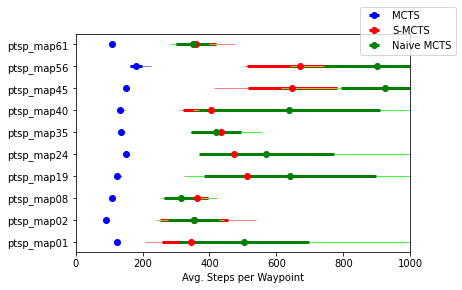 MCTS
S-MCTS
Naive MCTS
ptsp_map61
ptsp_map56
ptsp_map45
ptsp_map40
ptsp_map35
ptsp_map24
ptsp_map19
ptsp_map08
ptsp_map02
ptsp_map01
0 200 400 600 800 1000
Avg. Steps per Waypoint